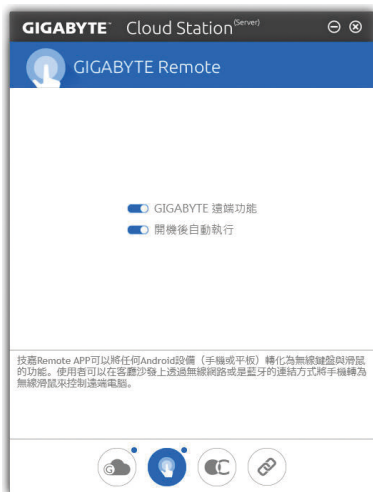 GIGABYTE™ Cloud Station(Server)
GIGABYTE Remote
GIGABYTE 遠端功能
開機後自動執行
技嘉Remote APP可以將任何Android設備（手機或平板）轉化為無線鍵盤與滑鼠
的功能。使用者可以在客廳沙發上透過無線網路或是藍牙的連結方式將手機轉為
無線滑鼠來控制遠端電腦。
G